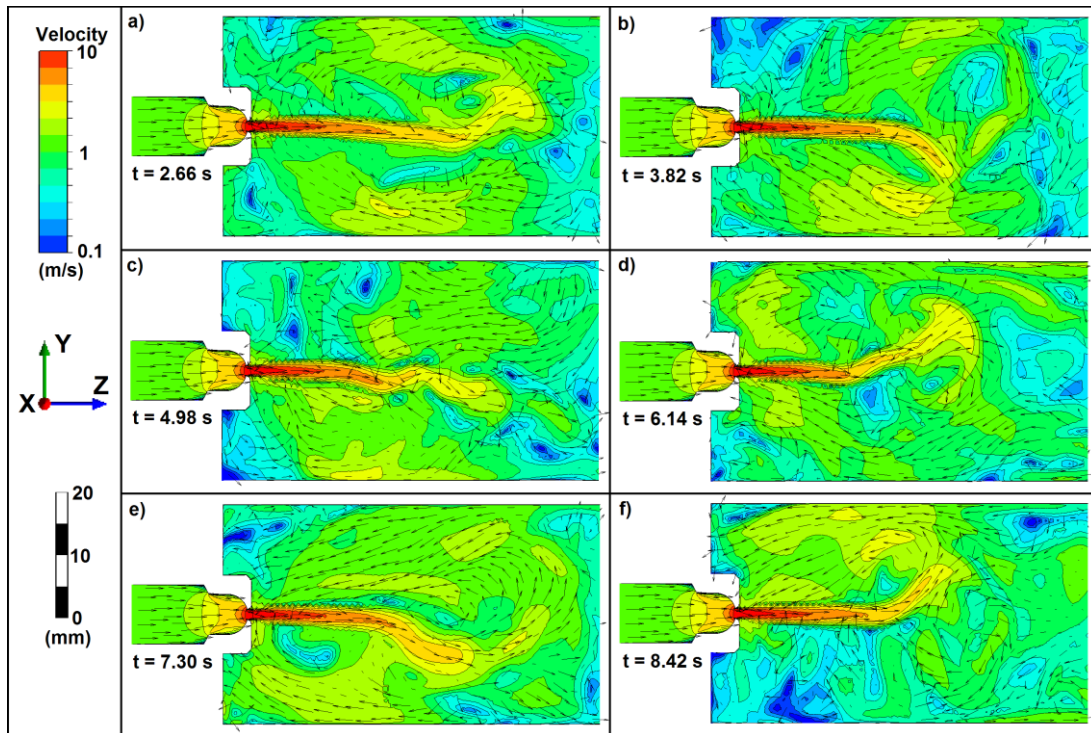 Velocity
10
1
0.1
(m/s)
Y
X
Z
20
10
0
(mm)
a)
t = 2.66 s
b)
t = 3.82 s
c)
t = 4.98 s
d)
t = 6.14 s
e)
t = 7.30 s
f)
t = 8.42 s